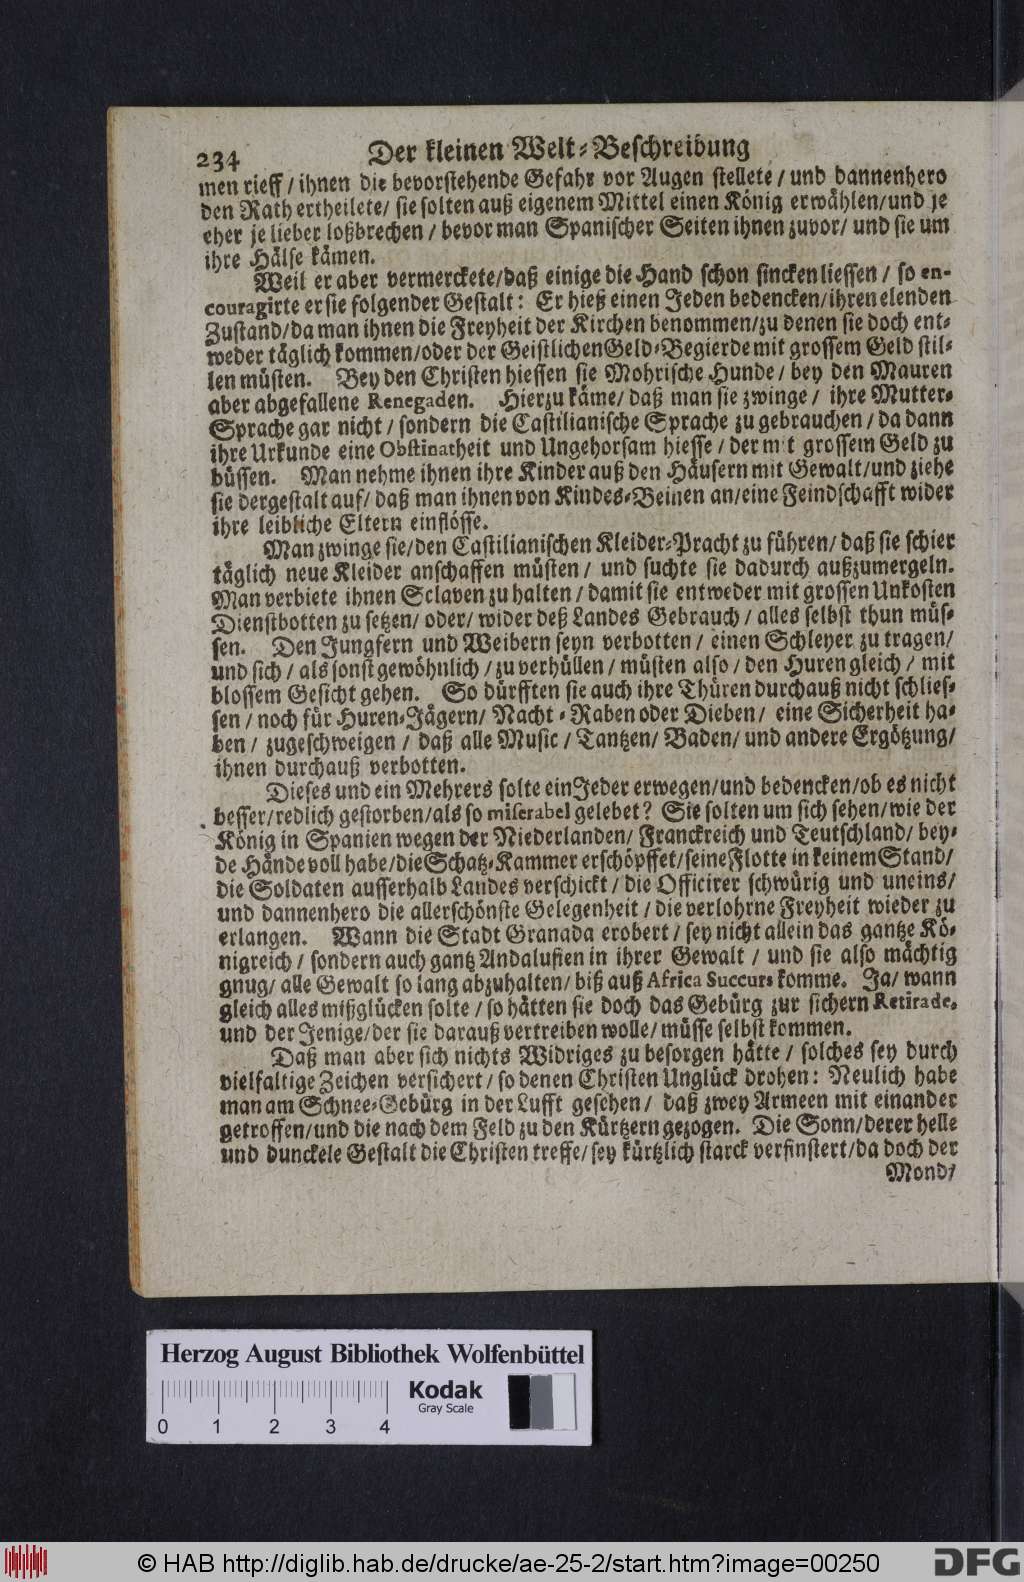 234 Der kleinen Welt-Beschreibung
men rieff / ihnen die bevorstehende Gefahr vor Augen stellete / und dannenhero
den Rath ertheilete / sie solten auß eigenem Mittel einen König erwählen / und je
eher je lieber loßbrechen / bevor man Spanischer Seiten ihnen zuvor / und sie um
ihre Hälse kämen.
Weil er aber vermerckete / daß einige die Hand schon sincken liessen / so en-
couragirte er sie folgender Gestalt: Er hieß einen Jeden bedencken / ihren elenden
Zustand / da man ihnen die Freyheit der Kirchen benommen / zu denen sie doch ent-
weder täglich kommen / oder der Geistlichen Geld-Begierde mit grossem Geld stil-
len müsten. Bey den Christen hiessen sie Mohrische Hunde / bey den Mauren
aber abgefallene Renegaden. Hierzu käme / daß man sie zwinge / ihre Mutter-
Sprache gar nicht / sondern die Castilianische Sprache zu gebrauchen / da dann
ihre Urkunde eine Obstinatheit und Ungehorsam hiesse / der mit grossem Geld zu
büssen. Man nehme ihnen ihre Kinder auß den Häusern mit Gewalt / und ziehe
sie dergestalt auf / daß man ihnen von Kindes-Beinen an / eine Feindschafft wider
ihre leibliche Eltern einflösse.
Man zwinge sie / den Castilianischen Kleider-Pracht zu führen / daß sie schier
täglich neue Kleider anschaffen müsten / und suchte sie dadurch außzumergeln.
Man verbiete ihnen Sclaven zu halten / damit sie entweder mit grossen Unkosten
Dienstbotten zu setzen / oder / wider deß Landes Gebrauch / alles selbst thun müs-
sen. Den Jungfern und Weibern seyn verbotten / einen Schleyer zu tragen /
und sich / als sonst gewöhnlich / zu verhüllen / müsten also / den Huren gleich / mit
blossem Gesicht gehen. So dürfften sie auch ihre Thüren durchauß nicht schlies-
sen / noch für Huren-Jägern / Nacht-Raben oder Dieben / eine Sicherheit ha-
ben / zugeschweigen / daß alle Music / Tantzen / Baden / und andere Ergötzung /
ihnen durchauß verbotten.
Dieses und ein Mehrers solte ein Jeder erwegen / und bedencken / ob es nicht
besser / redlich gestorben / als so miserabel gelebet? Sie solten um sich sehen / wie der
König in Spanien wegen der Niederlanden / Franckreich und Teutschland / bey-
de Hände voll habe / die Schatz-Kammer erschöpffet / seine Flotte in keinem Stand /
die Soldaten ausserhalb Landes verschickt / die Officirer schwürig und uneins /
und dannenhero die allerschönste Gelegenheit / die verlohrne Freyheit wieder zu
erlangen. Wann die Stadt Granada erobert / sey nicht allein das gantze Kö-
nigreich / sondern auch gantz Andalusien in ihrer Gewalt / und sie also mächtig
gnug / alle Gewalt so lang abzuhalten / biß auß Africa Succurs komme. Ja / wann
gleich alles mißglücken solte / so hätten sie doch das Gebürg zur sichern Retirade,
und der Jenige / der sie darauß vertreiben wolle / müsse selbst kommen.
Daß man aber sich nichts Widriges zu besorgen hätte / solches sey durch
vielfaltige Zeichen versichert / so denen Christen Unglück drohen: Neulich habe
man am Schnee-Gebürg in der Lufft gesehen / daß zwey Armeen mit einander
getroffen / und die nach dem Feld zu den Kürtzern gezogen. Die Sonn / derer helle
und dunckele Gestalt die Christen treffe / sey kürtzlich starck verfinstert / da doch der
Mond /
Herzog August Bibliothek Wolfenbüttel
Kodak
Gray Scale
0 1 2 3 4
© HAB http://diglib.hab.de/drucke/ae-25-2/start.htm?image=00250
DFG